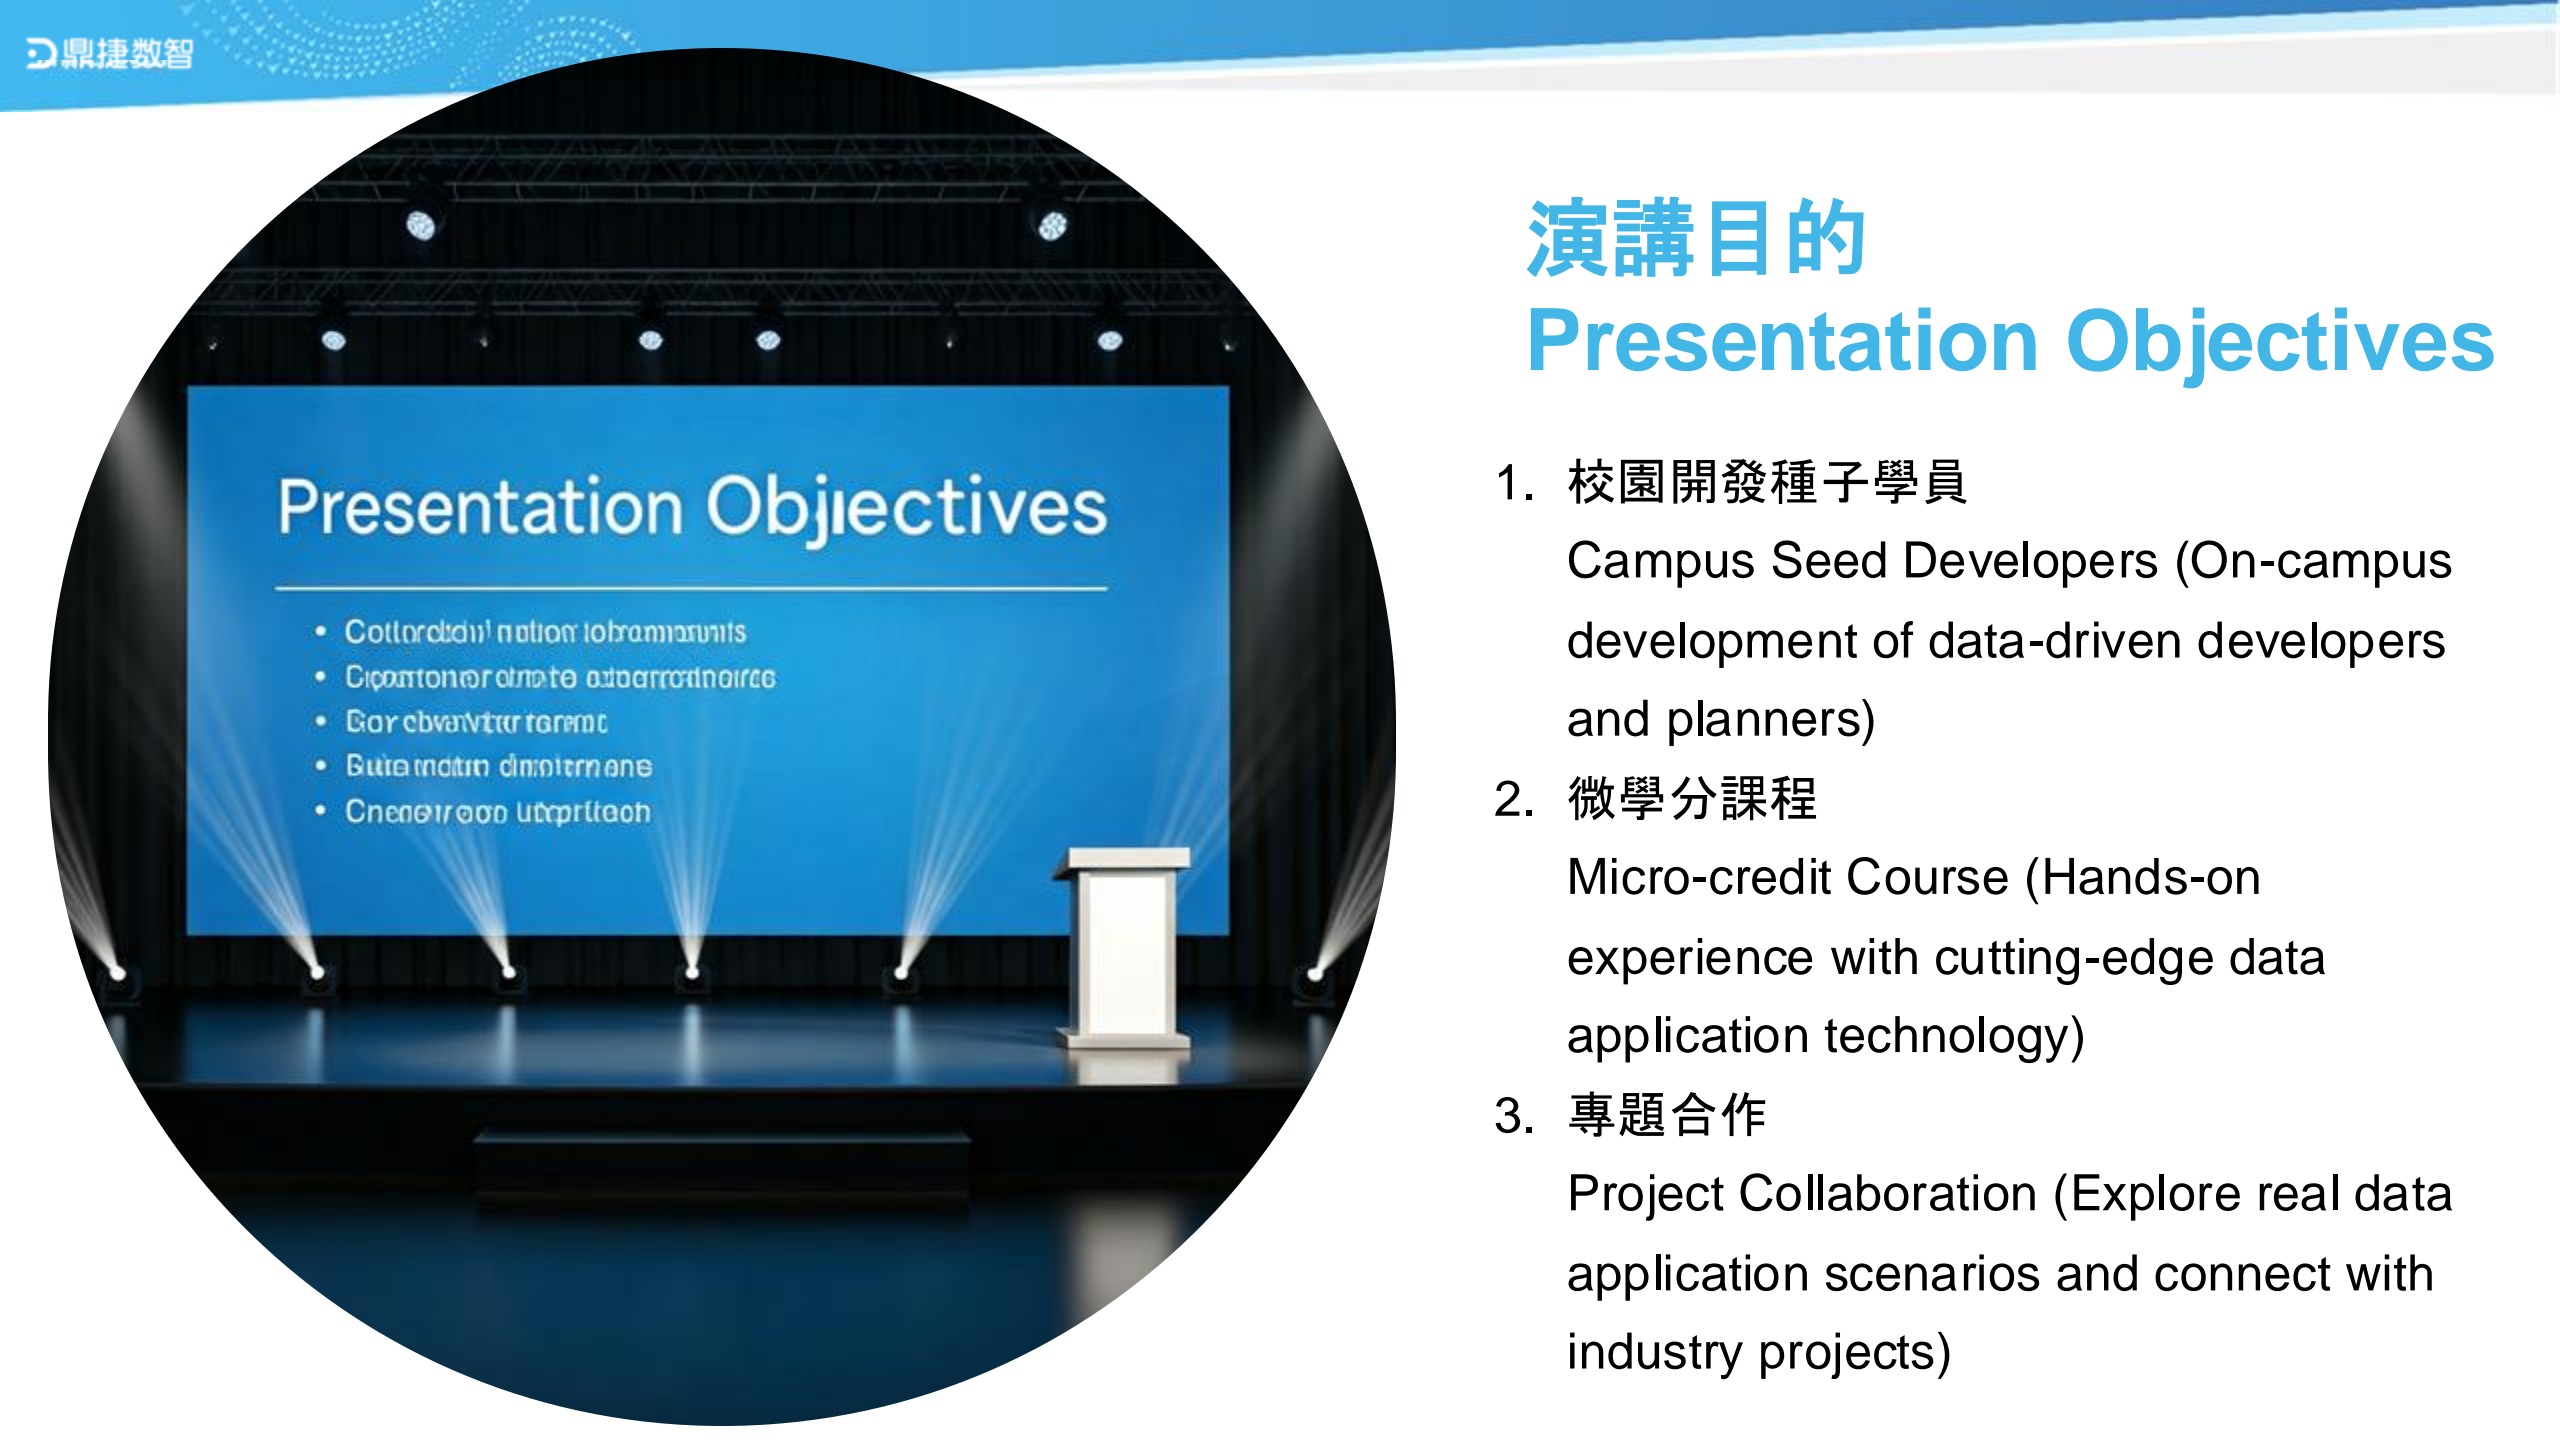 鼎捷数智
演講目的
Presentation Objectives
1. 校園開發種子學員
Campus Seed Developers (On-campus
development of data-driven developers
and planners)
2. 微學分課程
Micro-credit Course (Hands-on
experience with cutting-edge data
application technology)
3. 專題合作
Project Collaboration (Explore real data
application scenarios and connect with
industry projects)
Presentation Objiectives